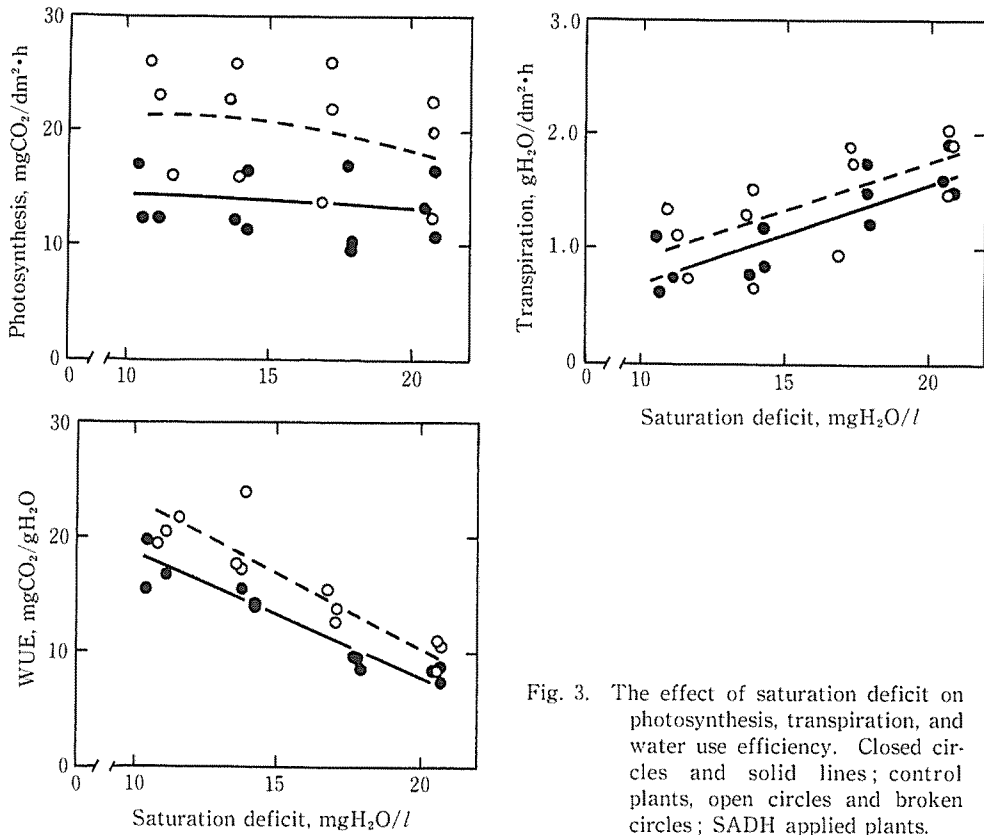 30
20
10
0
0
10
15
20
Photosynthesis, mgCO₂/dm²•h
3.0
2.0
1.0
0
0
10
15
20
Transpiration, gH₂O/dm²•h
Saturation deficit, mgH₂O/l
30
20
10
0
0
10
15
20
WUE, mgCO₂/gH₂O
Saturation deficit, mgH₂O/l
Fig. 3. The effect of saturation deficit on
photosynthesis, transpiration, and
water use efficiency. Closed cir-
cles and solid lines; control
plants, open circles and broken
circles; SADH applied plants.